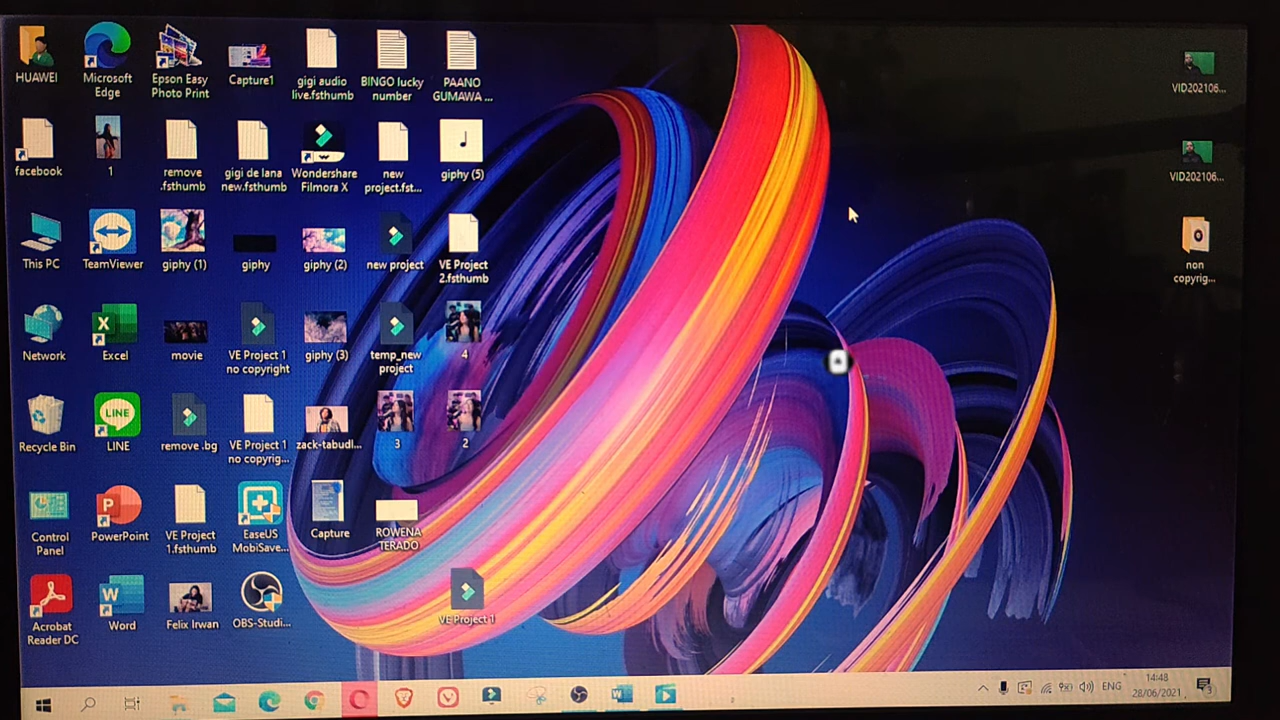 HUAWEI
Microsoft
Edge
Epson Easy
Photo Print
Capture1
gigi audio
live.fsthumb
BINGO lucky
number
PAANO
GUMAWA ...
VID202106...
facebook
1
remove
.fsthumb
gigi de lana
new.fsthumb
Wondershare
Filmora X
new
project.fst...
giphy (5)
VID202106...
This PC
TeamViewer
giphy (1)
giphy
giphy (2)
new project
VE Project
2.fsthumb
non
copyrig...
Network
Excel
movie
VE Project 1
no copyright
giphy (3)
temp_new
project
4
Recycle Bin
LINE
remove .bg
VE Project 1
no copyrig...
zack-tabudl...
3
2
Control
Panel
PowerPoint
VE Project
1.fsthumb
EaseUS
MobiSave...
Capture
ROWENA
TERADO
Acrobat
Reader DC
Word
Felix Irwan
OBS-Studi...
VE Project 1
ENG
14:48
28/06/2021
3